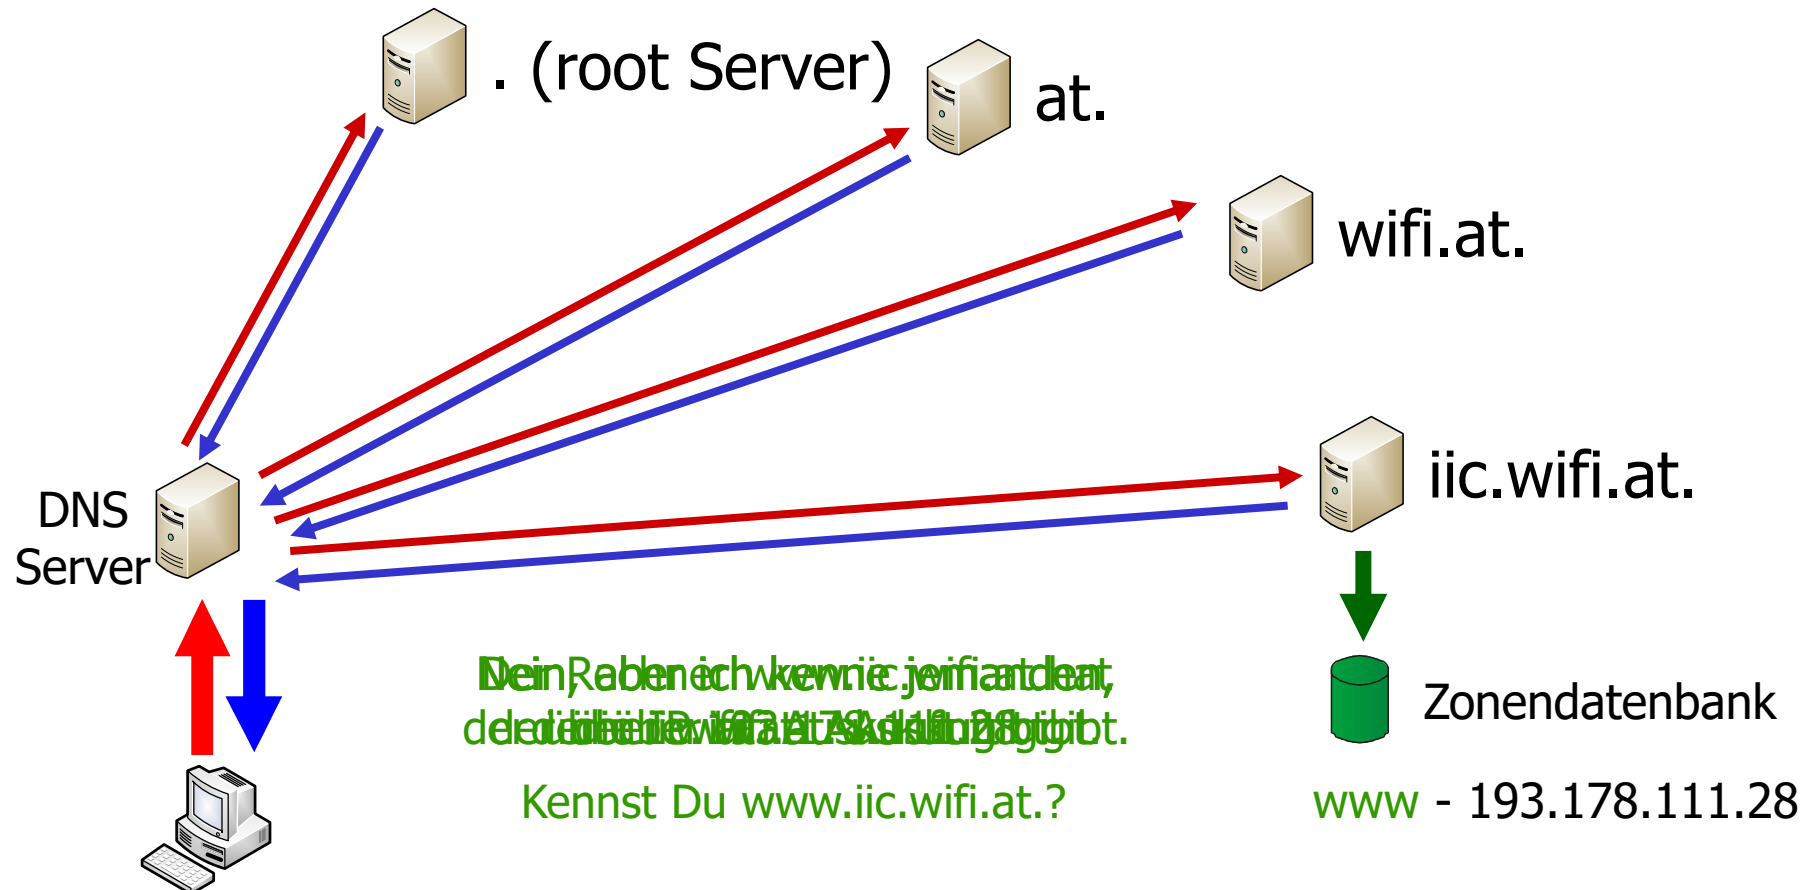 . (root Server)
at.
wifi.at.
iic.wifi.at.
DNS
Server
Kennst Du www.iic.wifi.at.?
Zonendatenbank
www - 193.178.111.28